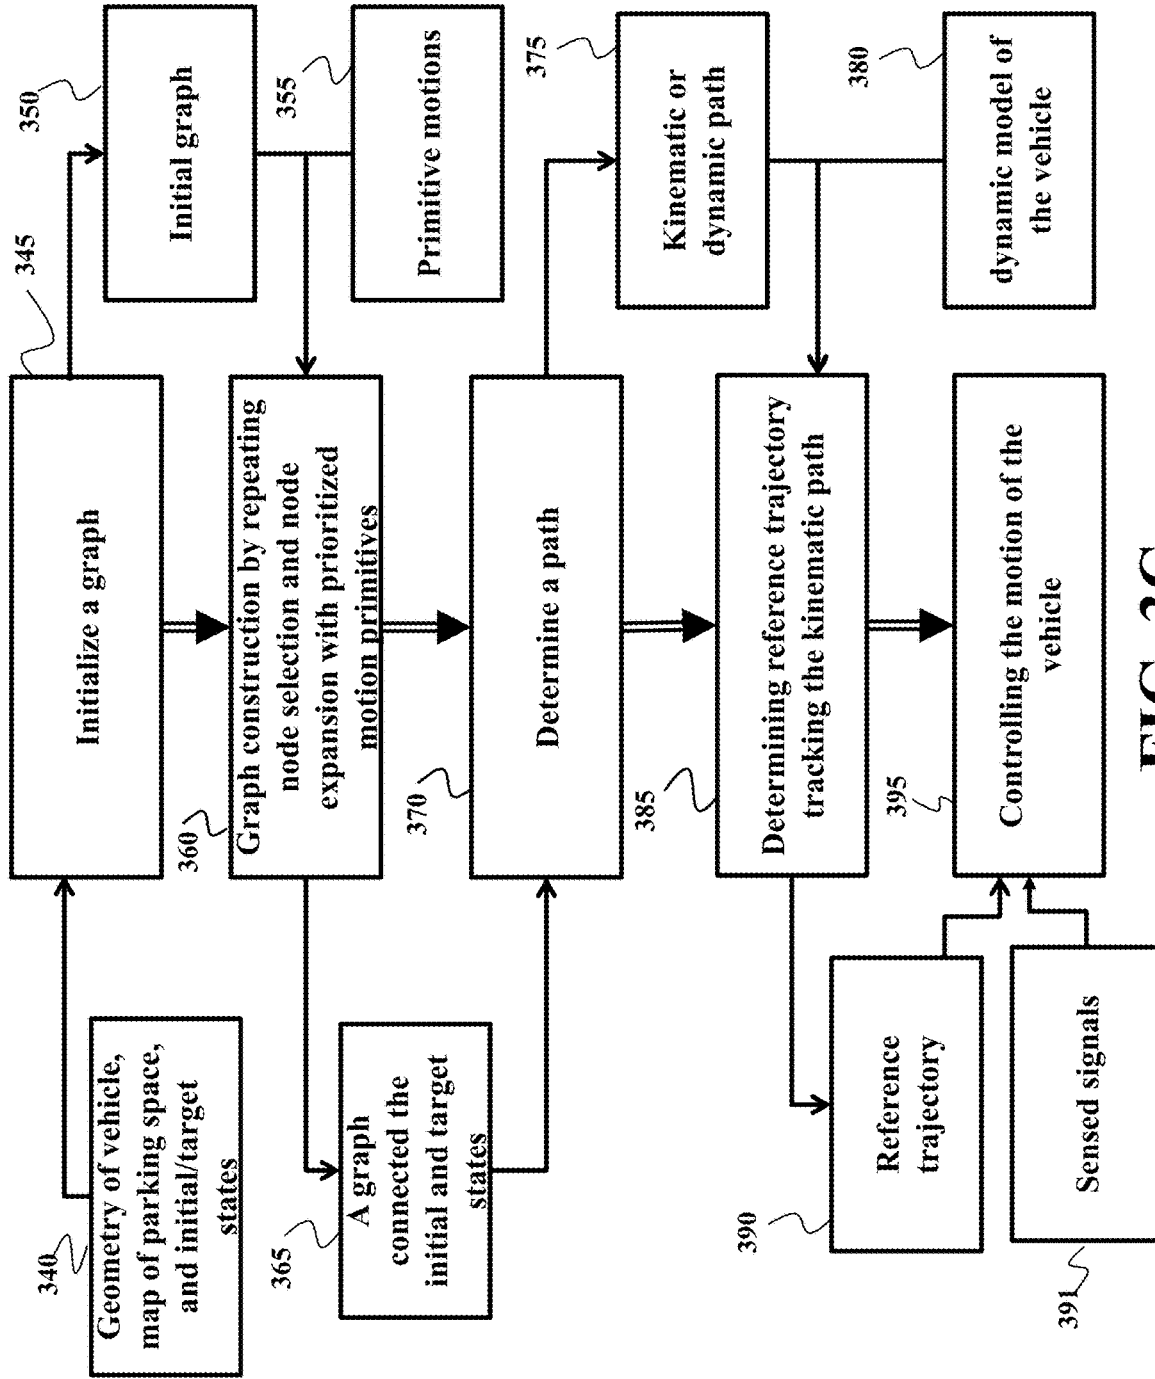 340
Geometry of vehicle,
map of parking space,
and initial/target
states
345
Initialize a graph
350
Initial graph
355
Primitive motions
360
Graph construction by repeating
node selection and node
expansion with prioritized
motion primitives
365
A graph
connected the
initial and target
states
370
Determine a path
375
Kinematic or
dynamic path
380
dynamic model of
the vehicle
385
Determining reference trajectory
tracking the kinematic path
390
Reference
trajectory
391
Sensed signals
395
Controlling the motion of the
vehicle